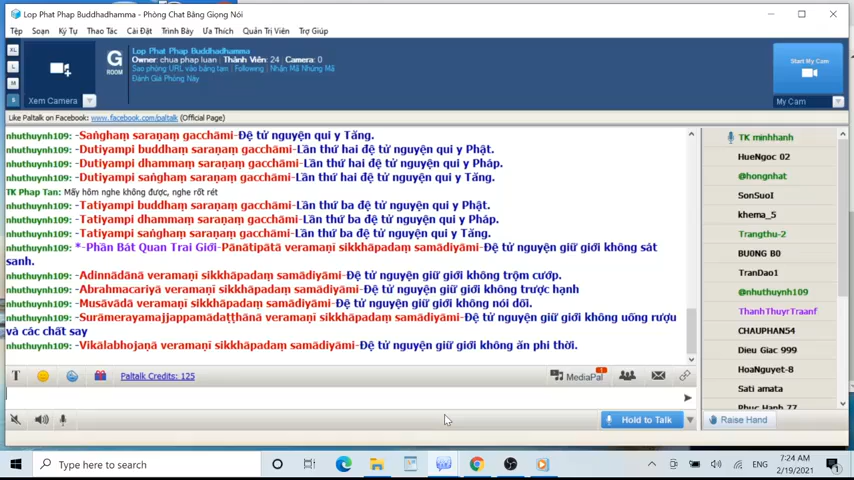 Lop Phat Phap Buddhadhamma - Phòng Chat Bằng Giọng Nói
Tệp Soạn Ký Tự Thao Tác Cài Đặt Trình Bày Ưa Thích Quản Trị Viên Trợ Giúp
XL
L
M
S
Xem Camera
G
ROOM
Lop Phat Phap Buddhadhamma
Owner: chua phap luan | Thành Viên: 24 | Camera: 0
Sao phỏng URL vào bảng tạm | Following | Nhận Mã Nhúng Mã
Đánh Giá Phòng Này
Start My Cam
My Cam
Like Paltalk on Facebook: www.facebook.com/paltalk (Official Page)
nhuthuynh109: -Saṅghaṃ saraṇaṃ gacchāmi-Đệ tử nguyện qui y Tăng.
nhuthuynh109: -Dutiyampi buddhaṃ saraṇaṃ gacchāmi-Lần thứ hai đệ tử nguyện qui y Phật.
nhuthuynh109: -Dutiyampi dhammaṃ saraṇaṃ gacchāmi-Lần thứ hai đệ tử nguyện qui y Pháp.
nhuthuynh109: -Dutiyampi saṅghaṃ saraṇaṃ gacchāmi-Lần thứ hai đệ tử nguyện qui y Tăng.
TK Phap Tan: Mấy hôm nghe không được, nghe rốt rét
nhuthuynh109: -Tatiyampi buddhaṃ saraṇaṃ gacchāmi-Lần thứ ba đệ tử nguyện qui y Phật.
nhuthuynh109: -Tatiyampi dhammaṃ saraṇaṃ gacchāmi-Lần thứ ba đệ tử nguyện qui y Pháp.
nhuthuynh109: -Tatiyampi saṅghaṃ saraṇaṃ gacchāmi-Lần thứ ba đệ tử nguyện qui y Tăng.
nhuthuynh109: *-Phần Bát Quan Trai Giới-Pānātipātā veramaṇī sikkhāpadaṃ samādiyāmi-Đệ tử nguyện giữ giới không sát
sanh.
nhuthuynh109: -Adinnādānā veramaṇī sikkhāpadaṃ samādiyāmi-Đệ tử nguyện giữ giới không trộm cướp.
nhuthuynh109: -Abrahmacariyā veramaṇī sikkhāpadaṃ samādiyāmi-Đệ tử nguyện giữ giới không trược hạnh
nhuthuynh109: -Musāvādā veramaṇī sikkhāpadaṃ samādiyāmi-Đệ tử nguyện giữ giới không nói dối.
nhuthuynh109: -Surāmerayamajjappamādaṭṭhānā veramaṇī sikkhāpadaṃ samādiyāmi-Đệ tử nguyện giữ giới không uống rượu
và các chất say
nhuthuynh109: -Vikālabhojaṇā veramaṇī sikkhāpadaṃ samādiyāmi-Đệ tử nguyện giữ giới không ăn phi thời.
TK minhhanh
HueNgoc 02
@hongnhat
SonSuoI
khema_5
Trangthu-2
BU0NG B0
TranDao1
@nhuthuynh109
ThanhThuyrTraanf
CHAUPHAN54
Dieu Giac 999
HoaNguyet-8
Sati amata
Phuc Hanh 77
T Paltalk Credits: 125 MediaPal
Hold to Talk Raise Hand
Type here to search
ENG
7:24 AM
2/19/2021